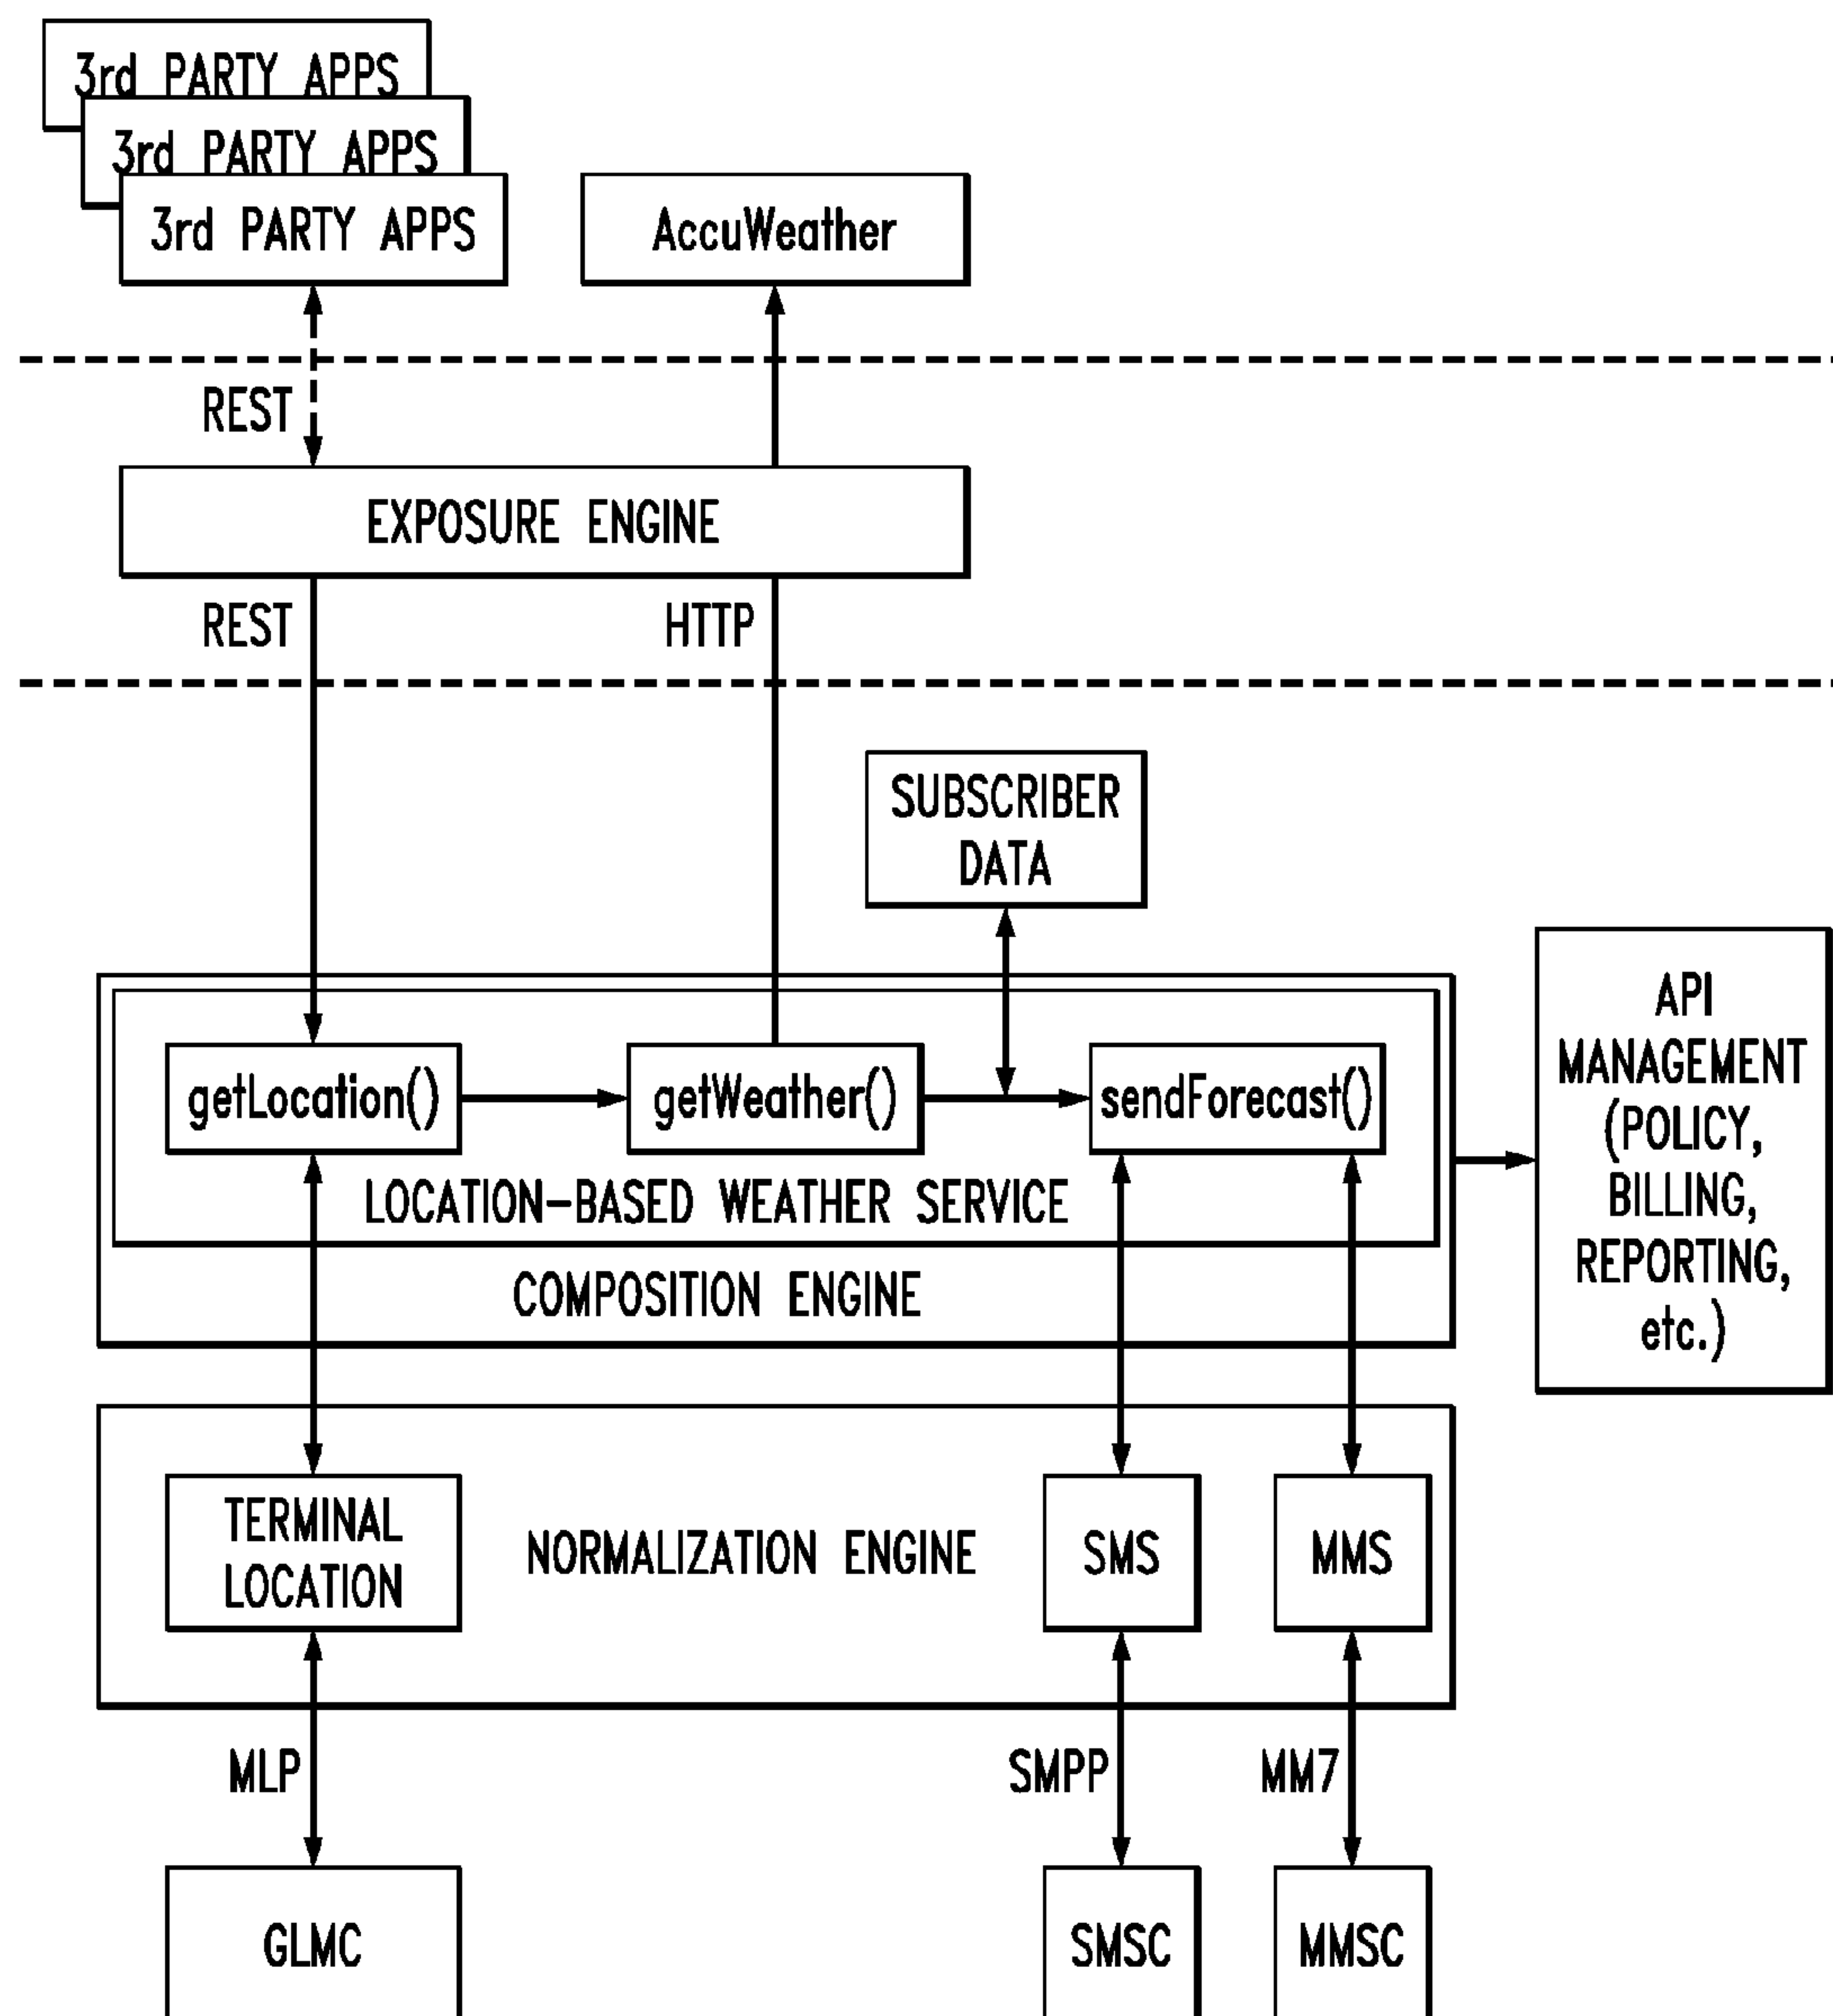 3rd PARTY APPS
3rd PARTY APPS
3rd PARTY APPS
AccuWeather
REST
EXPOSURE ENGINE
REST
HTTP
SUBSCRIBER
DATA
API
MANAGEMENT
(POLICY,
BILLING,
REPORTING,
etc.)
getLocation()
getWeather()
sendForecast()
LOCATION-BASED WEATHER SERVICE
COMPOSITION ENGINE
TERMINAL
LOCATION
NORMALIZATION ENGINE
SMS
MMS
MLP
SMPP
MM7
GLMC
SMSC
MMSC